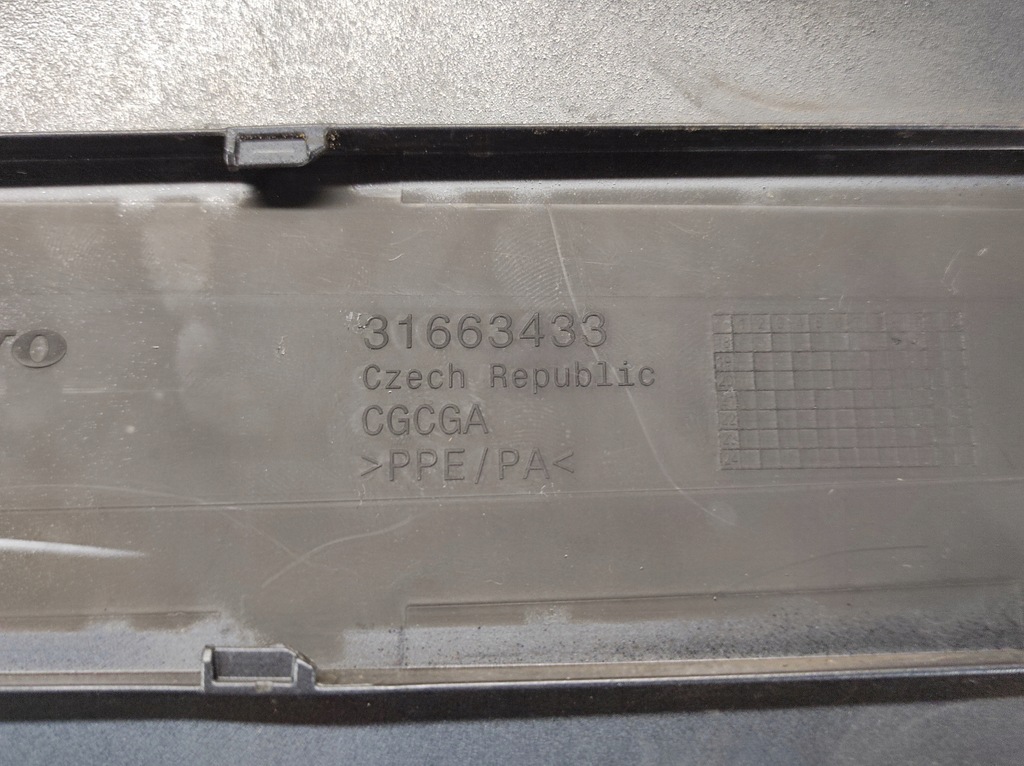 31663433
Czech Republic
CGCGA
>PPE/PA<